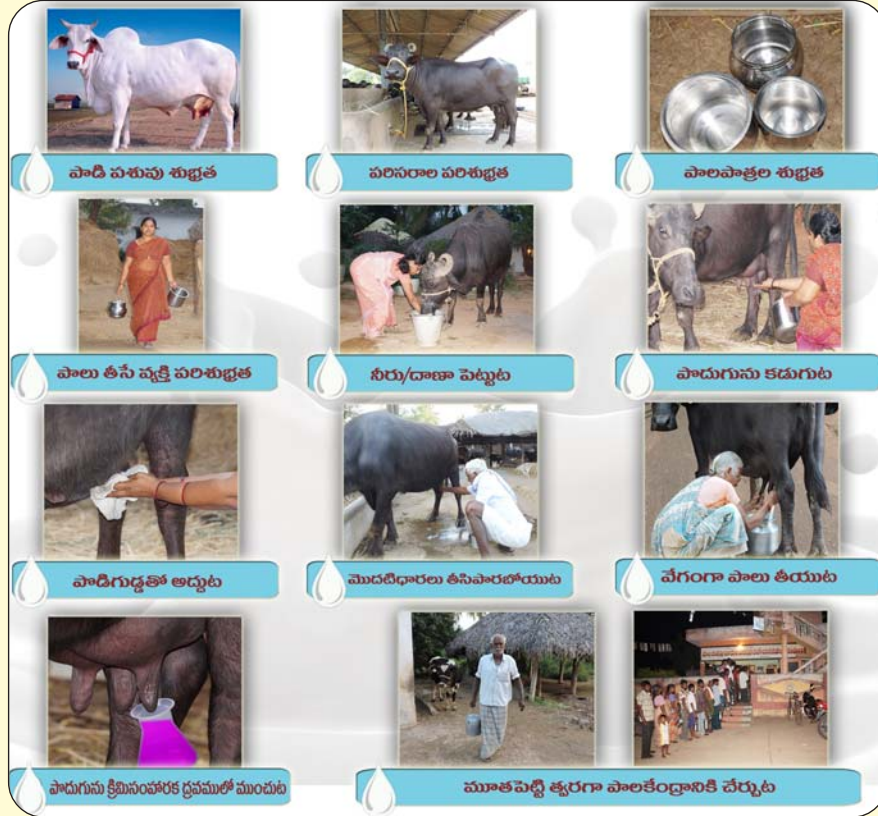 పాడి పశువు శుభ్రత
పరిసరాల పరిశుభ్రత
పాలపాత్రల శుభ్రత
పాలు తీసే వ్యక్తి పరిశుభ్రత
నీరు/దాణా పెట్టుట
పొదుగును కడుగుట
పొడిగుడ్డతో అద్దుట
మొదటిధారలు తీసిపారబోయుట
వేగంగా పాలు తీయుట
పొదుగును క్రిమిసంహారక ద్రవములో ముంచుట
మూతపెట్టి త్వరగా పాలకేంద్రానికి చేర్చుట